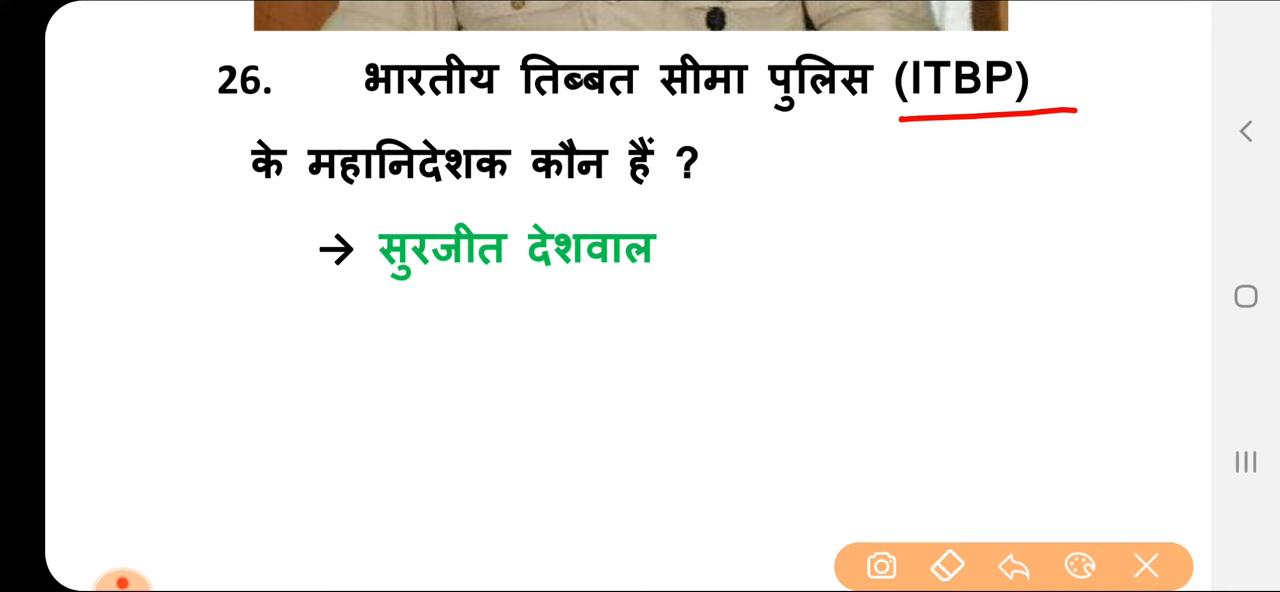 26. भारतीय तिब्बत सीमा पुलिस (ITBP)
के महानिदेशक कौन हैं ?
→ सुरजीत देशवाल